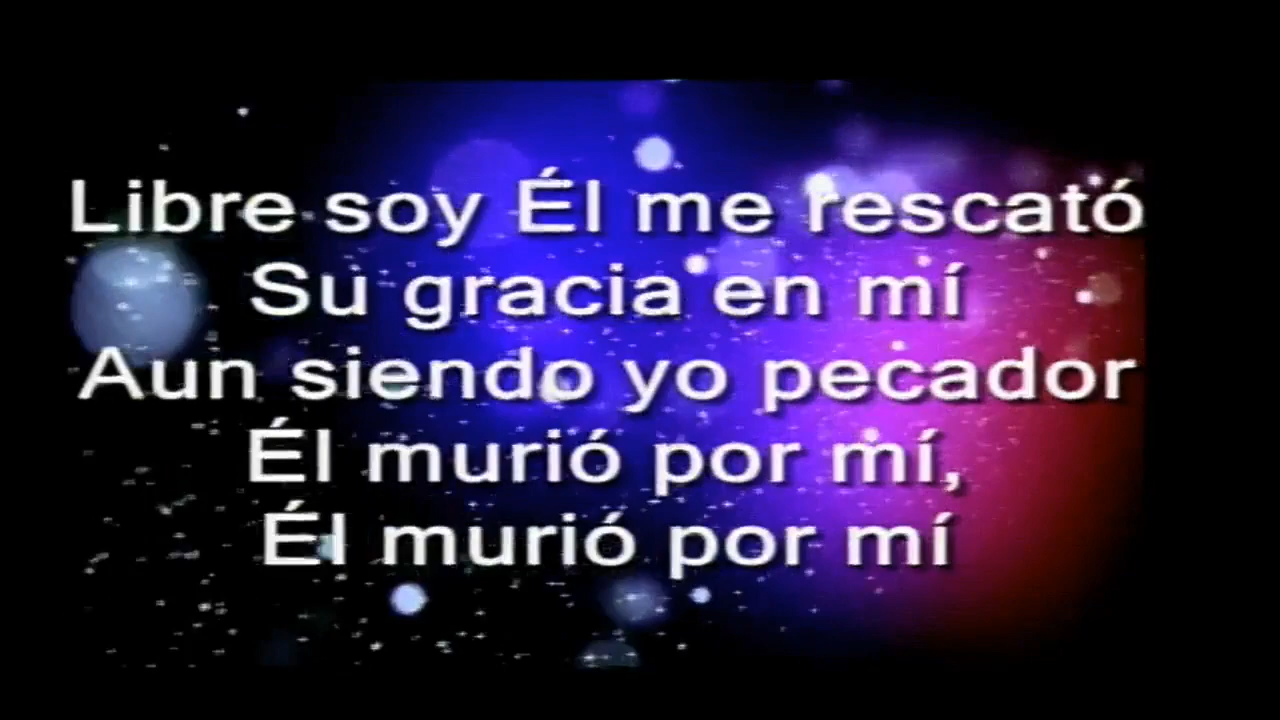 Libre soy Él me rescató
Su gracia en mí
Aun siendo yo pecador
Él murió por mí,
Él murió por mí